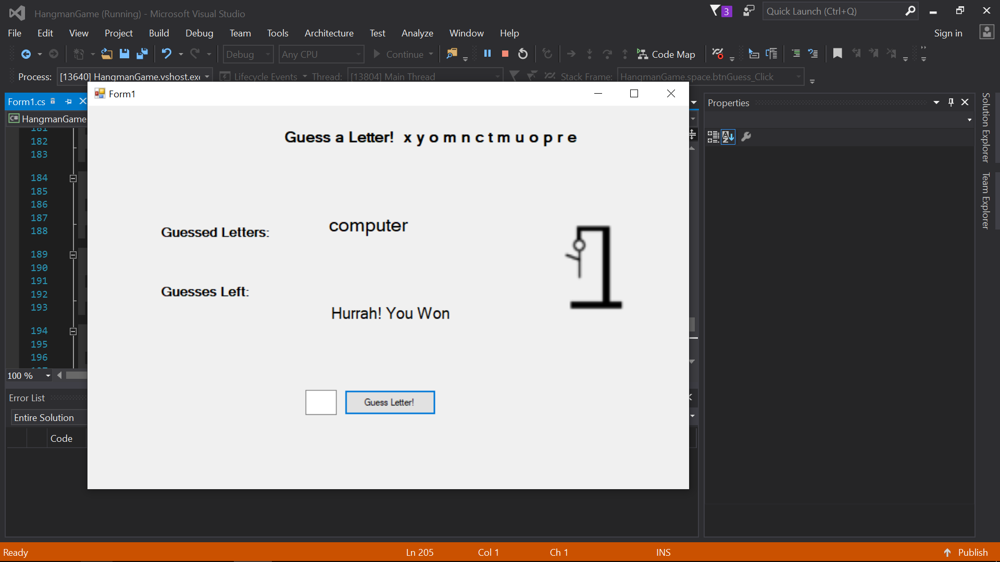 HangmanGame (Running) - Microsoft Visual Studio
3
Quick Launch (Ctrl+Q)
File Edit View Project Build Debug Team Tools Architecture Test Analyze Window Help
Sign in
Debug Any CPU Continue Code Map
Process: [13640] HangmanGame.vshost.exe Lifecycle Events Thread: [13804] Main Thread Stack Frame: HangmanGame.space.btnGuess_Click
Form1.cs
C# HangmanGame
181
182
183
184
185
186
187
188
189
190
191
192
193
194
195
196
100 %
Error List
Entire Solution
Code
Form1
Guess a Letter! x y o m n c t m u o p r e
Guessed Letters:
computer
Guesses Left:
Hurrah! You Won
Guess Letter!
Properties
A
Z
Solution Explorer
Team Explorer
Ready
Ln 205
Col 1
Ch 1
INS
Publish